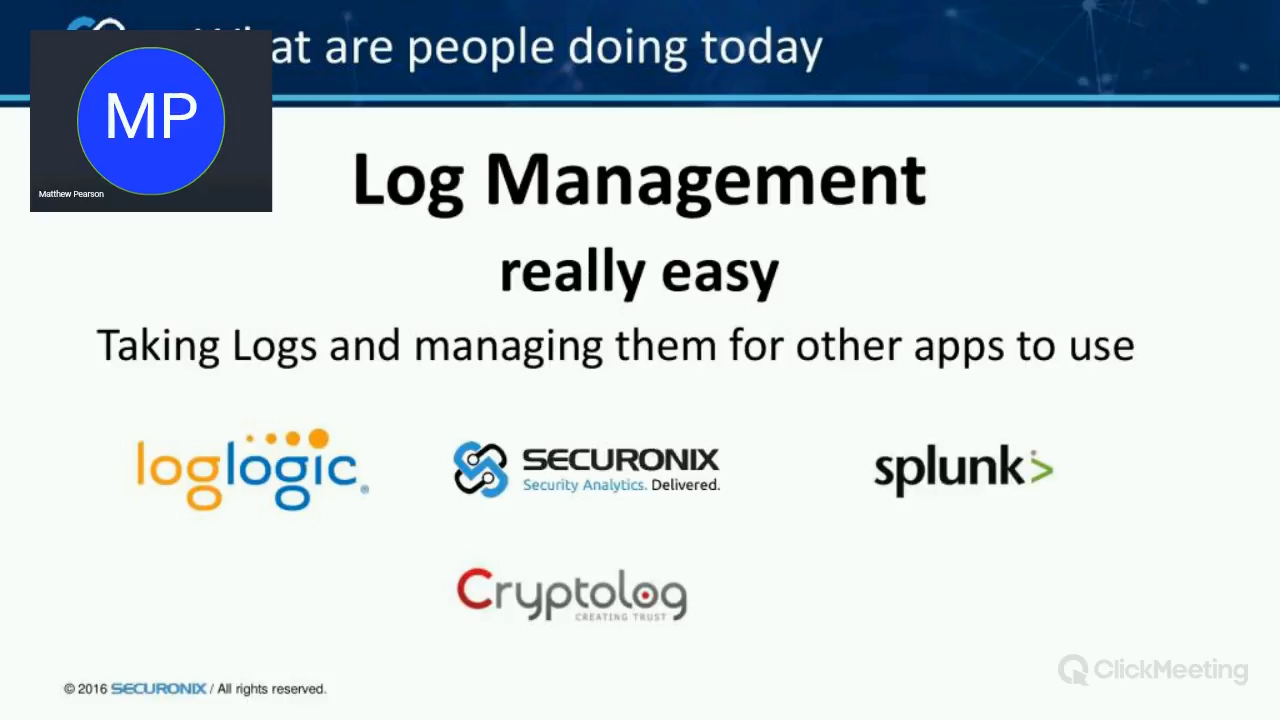 What are people doing today
MP
Matthew Pearson
Log Management
really easy
Taking Logs and managing them for other apps to use
loglogic®
SECURONIX
Security Analytics. Delivered.
splunk>
Cryptolog
CREATING TRUST
© 2016 SECURONIX / All rights reserved.
ClickMeeting